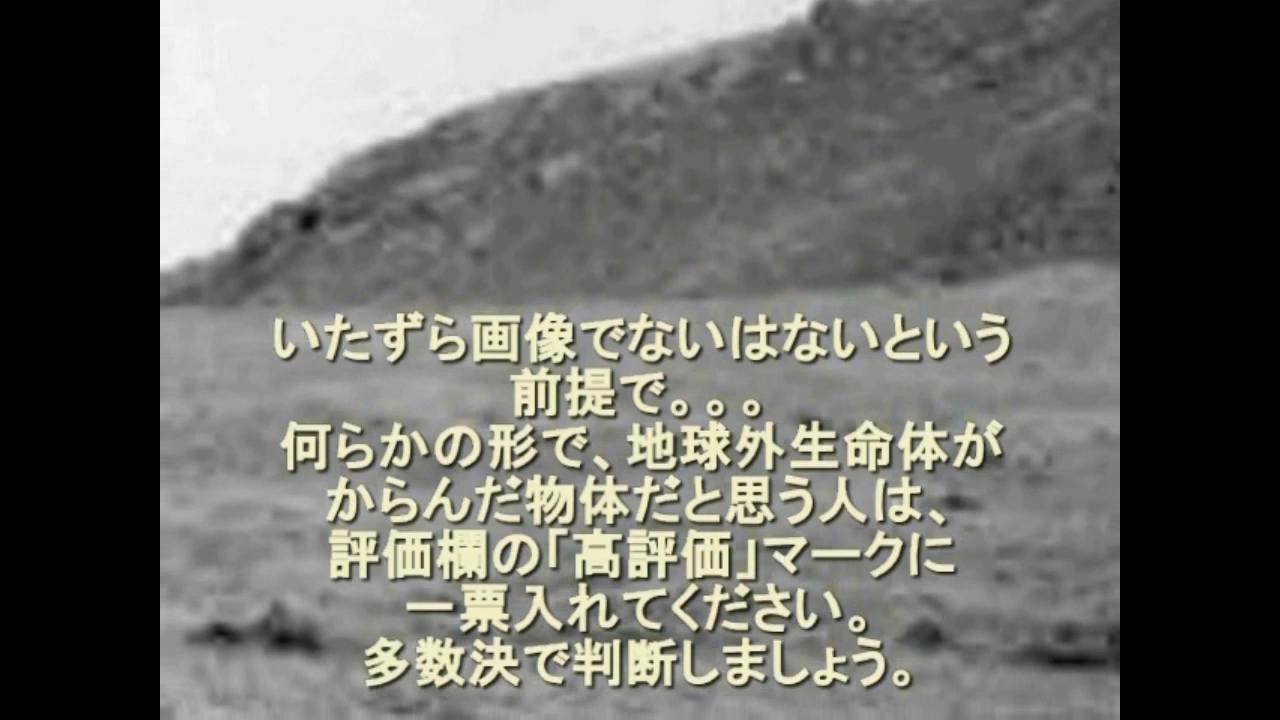 いたずら画像でないはないという
前提で。。。
何らかの形で、地球外生命体が
からんだ物体だと思う人は、
評価欄の「高評価」マークに
一票入れてください。
多数決で判断しましょう。